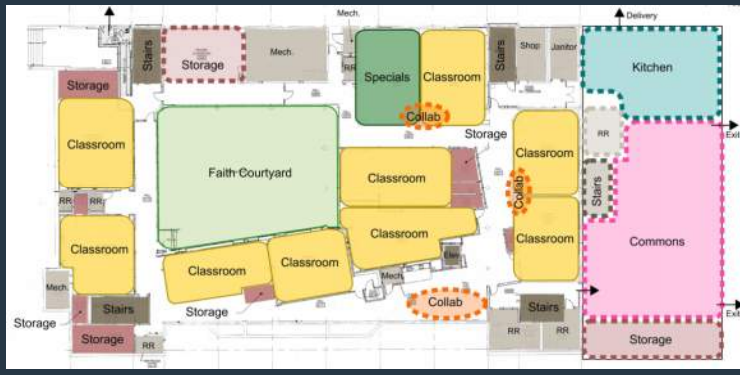 Mech.
Delivery
Stairs
Storage
Mech.
RR
Specials
Classroom
Stairs
Shop
Janitor
Kitchen
Storage
Collab
Classroom
Faith Courtyard
Storage
Classroom
RR
Exit
Classroom
Collab
Stairs
RR
RR
Classroom
Classroom
Classroom
Commons
Classroom
Classroom
Elev
Mech.
Mech.
Storage
Stairs
Storage
Collab
Stairs
Exit
Storage
RR
RR
RR
Storage